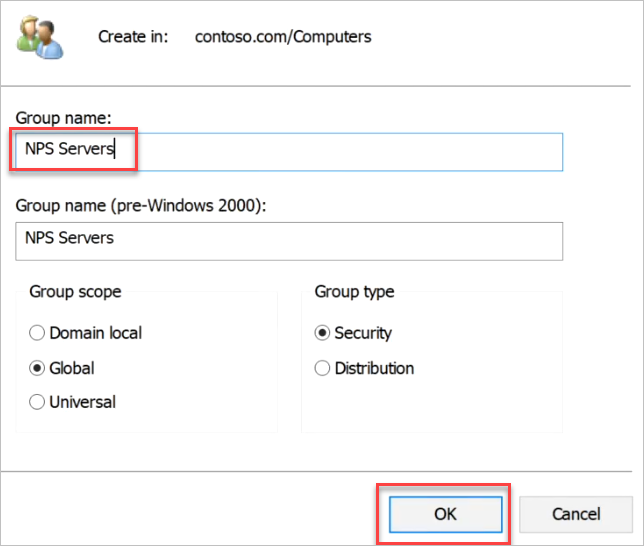 Create in: contoso.com/Computers
Group name:
NPS Servers
Group name (pre-Windows 2000):
NPS Servers
Group scope
Domain local
Global
Universal
Group type
Security
Distribution
OK
Cancel